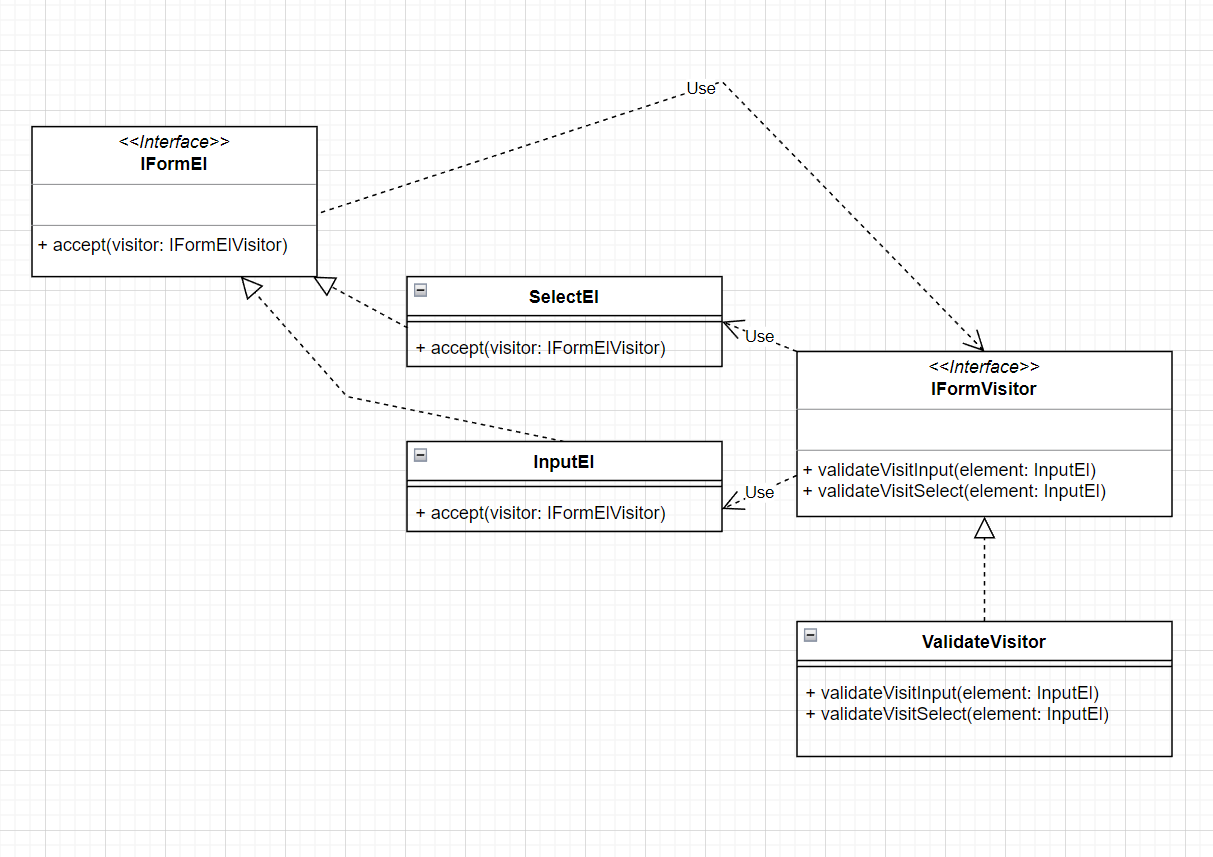 Use
<<Interface>>
IFormEl
+ accept(visitor: IFormElVisitor)
SelectEl
+ accept(visitor: IFormElVisitor)
Use
<<Interface>>
IFormVisitor
+ validateVisitInput(element: InputEl)
+ validateVisitSelect(element: InputEl)
InputEl
+ accept(visitor: IFormElVisitor)
Use
ValidateVisitor
+ validateVisitInput(element: InputEl)
+ validateVisitSelect(element: InputEl)